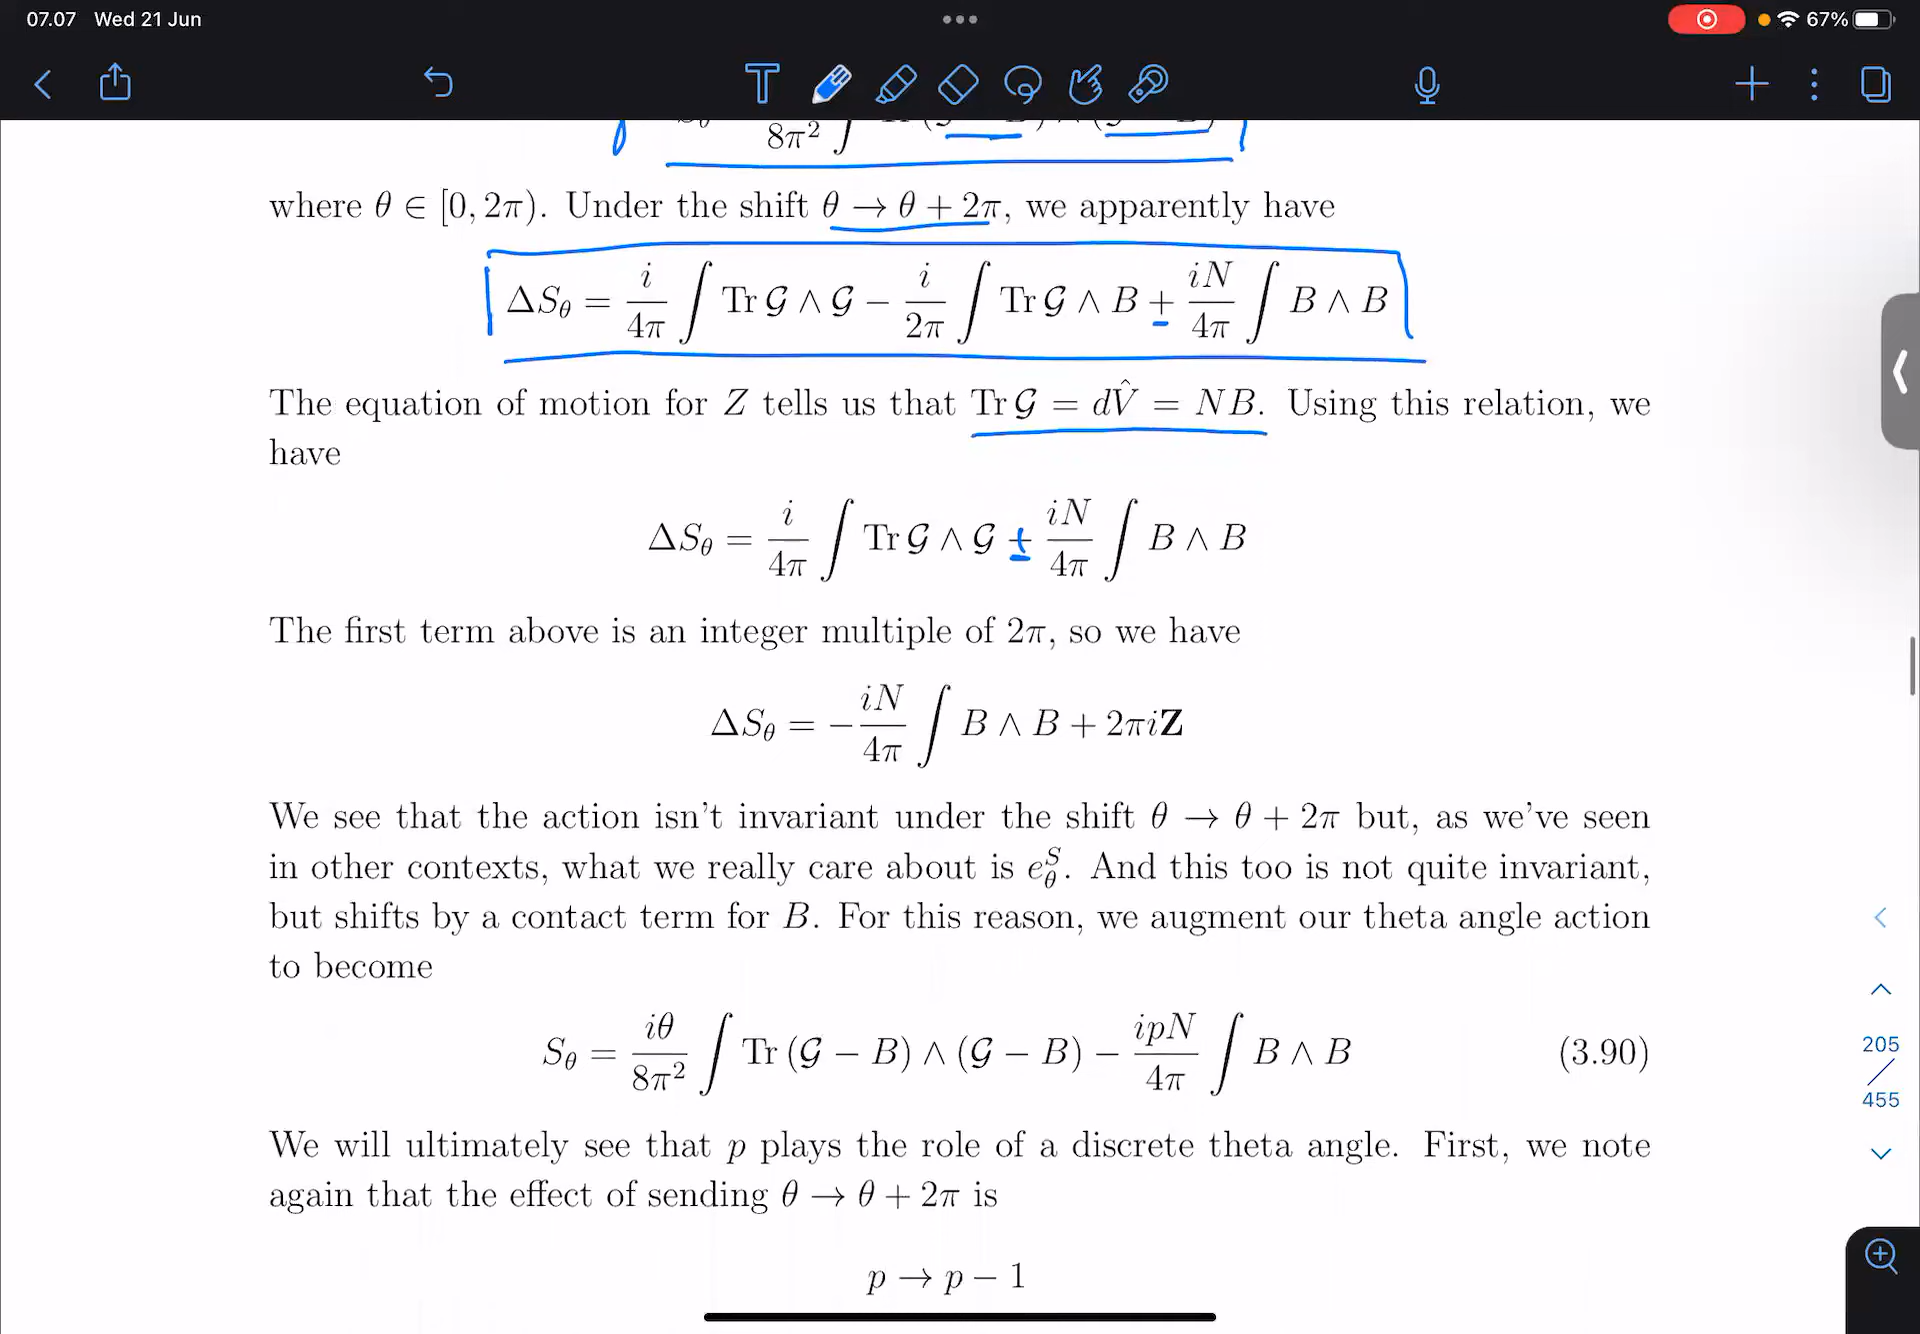 07.07 Wed 21 Jun
67%
8π² ∫
where θ ∈ [0, 2π). Under the shift θ → θ + 2π, we apparently have
ΔS_θ = i/4π ∫ Tr 𝒢 ∧ 𝒢 − i/2π ∫ Tr 𝒢 ∧ B + iN/4π ∫ B ∧ B
The equation of motion for Z tells us that Tr 𝒢 = dV̂ = NB. Using this relation, we
have
ΔS_θ = i/4π ∫ Tr 𝒢 ∧ 𝒢 + iN/4π ∫ B ∧ B
The first term above is an integer multiple of 2π, so we have
ΔS_θ = −iN/4π ∫ B ∧ B + 2πi𝐙
We see that the action isn't invariant under the shift θ → θ + 2π but, as we've seen
in other contexts, what we really care about is e_θ^S. And this too is not quite invariant,
but shifts by a contact term for B. For this reason, we augment our theta angle action
to become
S_θ = iθ/8π² ∫ Tr (𝒢 − B) ∧ (𝒢 − B) − ipN/4π ∫ B ∧ B (3.90)
We will ultimately see that p plays the role of a discrete theta angle. First, we note
again that the effect of sending θ → θ + 2π is
p → p − 1
205
/
455